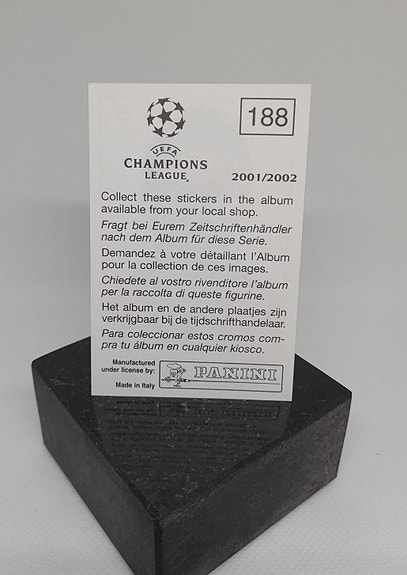 188
UEFA
CHAMPIONS
LEAGUE®
2001/2002
Collect these stickers in the album
available from your local shop.
Fragt bei Eurem Zeitschriftenhändler
nach dem Album für diese Serie.
Demandez à votre détaillant l'Album
pour la collection de ces images.
Chiedete al vostro rivenditore l'album
per la raccolta di queste figurine.
Het album en de andere plaatjes zijn
verkrijgbaar bij de tijdschrifthandelaar.
Para coleccionar estos cromos com-
pra tu álbum en cualquier kiosco.
Manufactured
under license by:
Made in Italy
PANINI